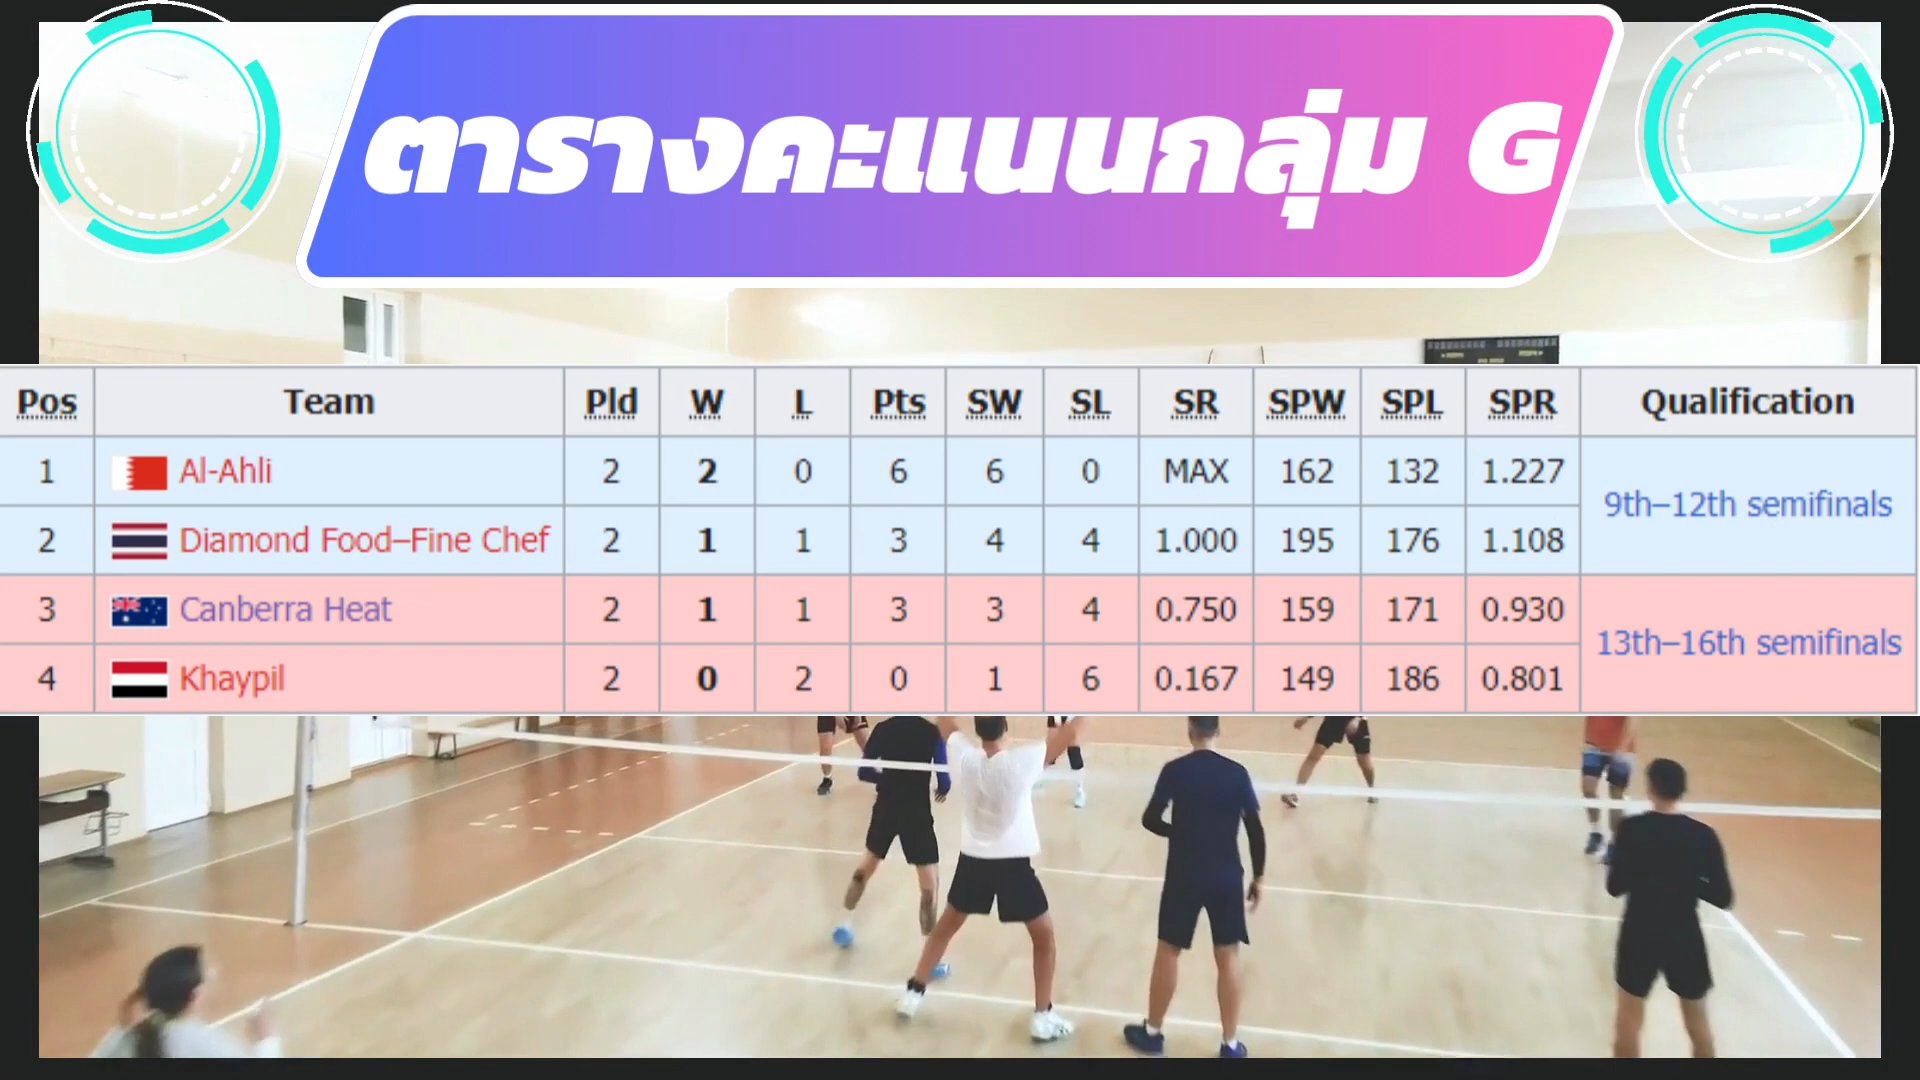 ตารางคะแนนกลุ่ม G
Pos Team Pld W L Pts SW SL SR SPW SPL SPR Qualification
1 Al-Ahli 2 2 0 6 6 0 MAX 162 132 1.227 9th–12th semifinals
2 Diamond Food–Fine Chef 2 1 1 3 4 4 1.000 195 176 1.108
3 Canberra Heat 2 1 1 3 3 4 0.750 159 171 0.930 13th–16th semifinals
4 Khaypil 2 0 2 0 1 6 0.167 149 186 0.801